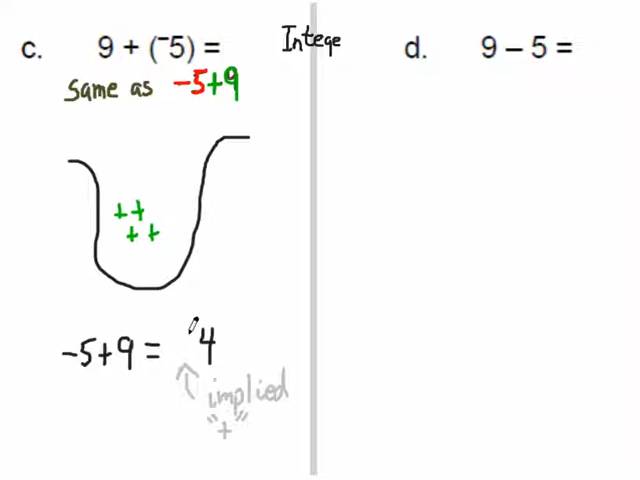 c. 9 + (⁻5) =
Same as -5+9
++
++
-5+9 = 4
implied
"+"
Intege
d. 9 – 5 =